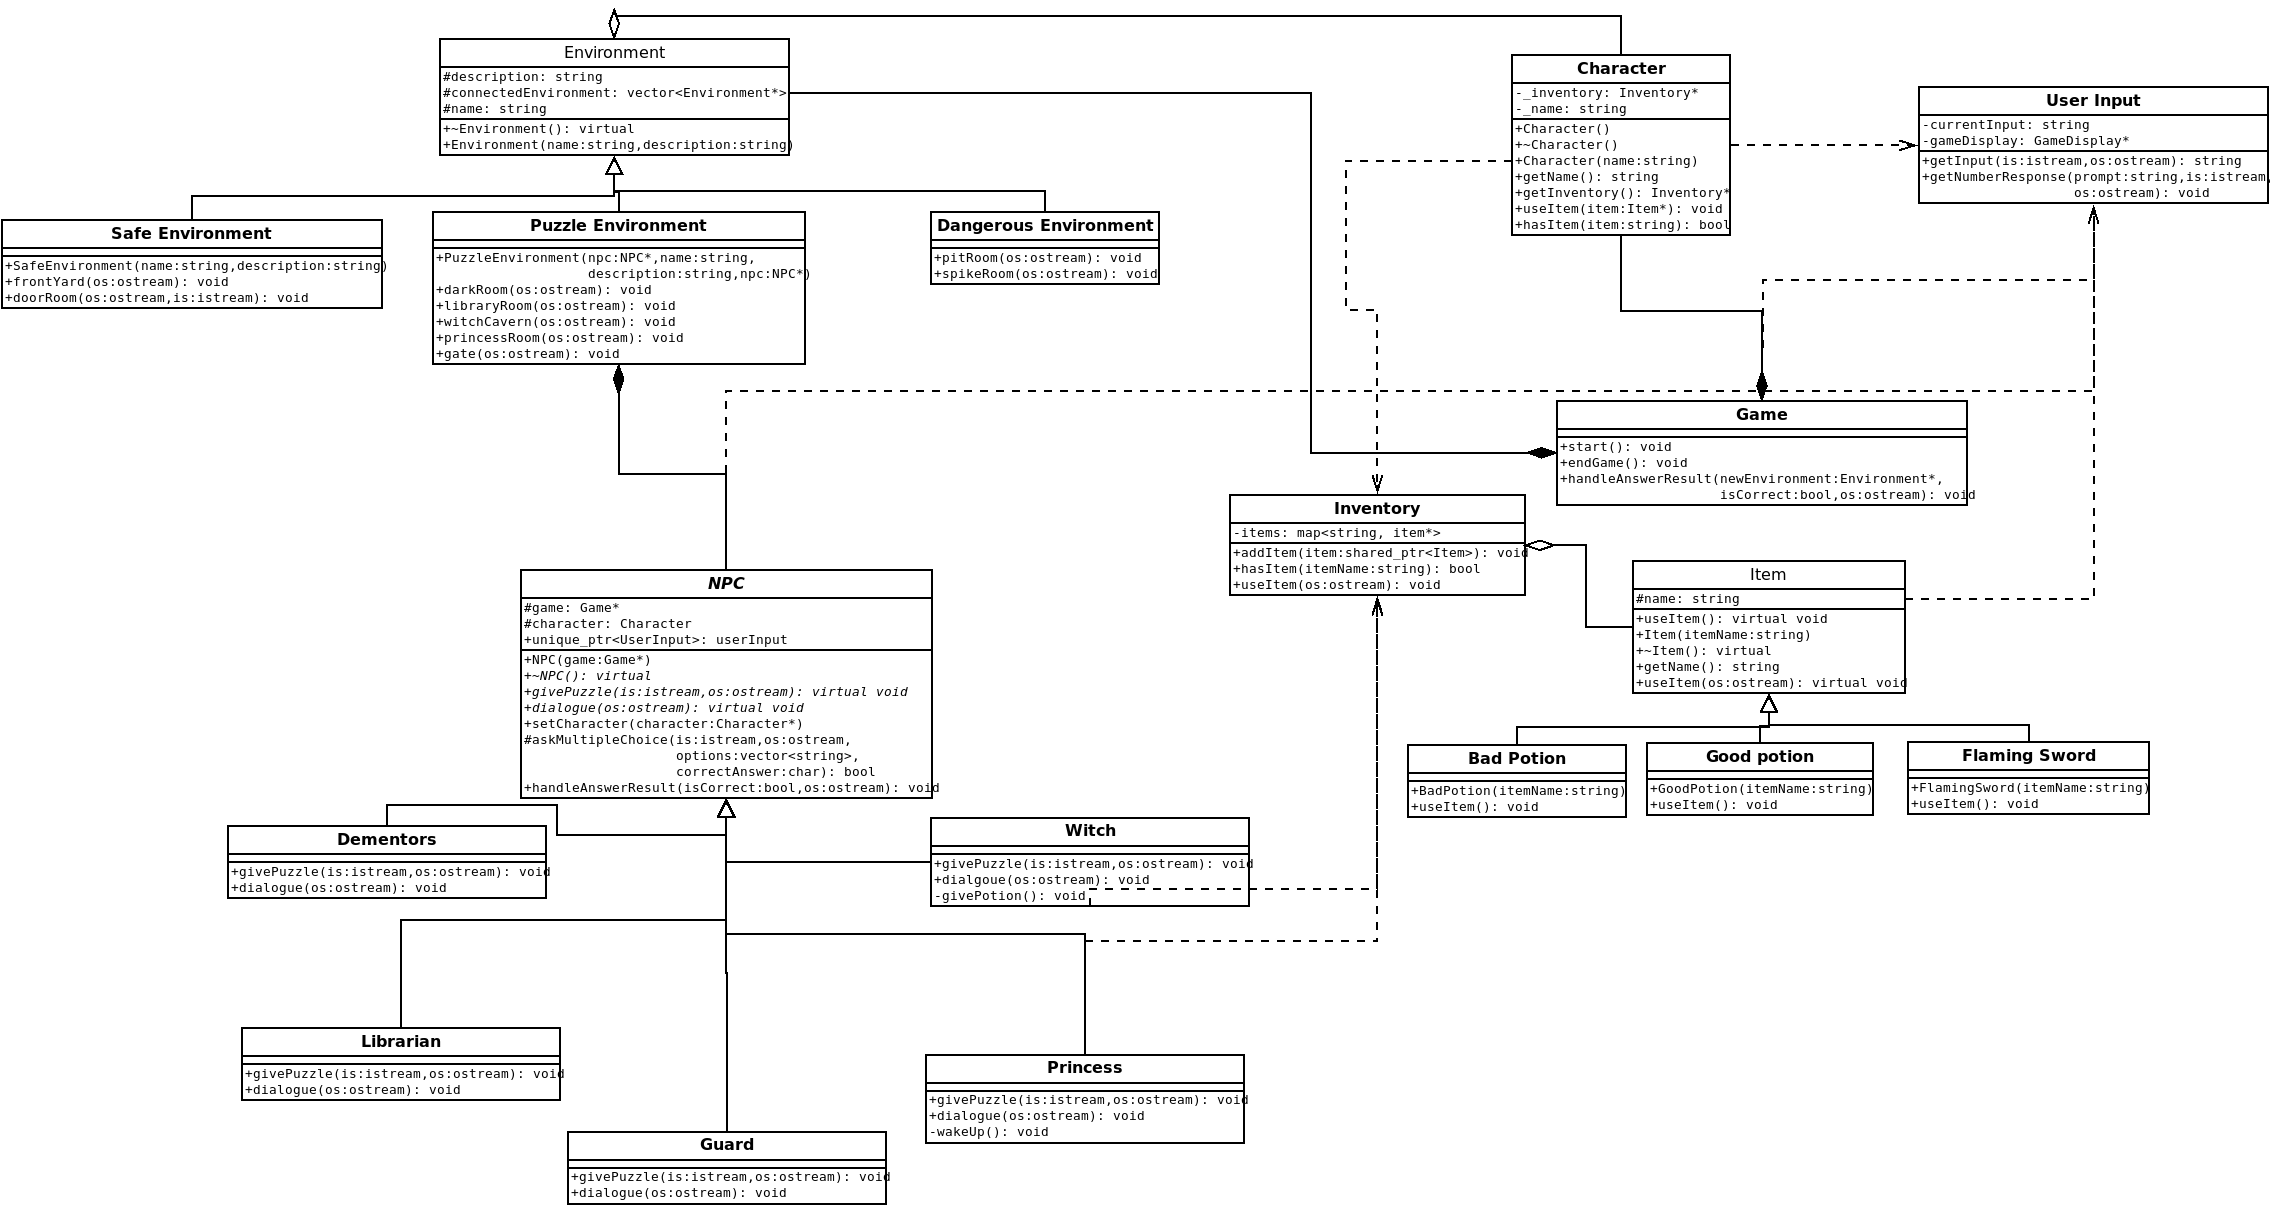 Environment
#description: string
#connectedEnvironment: vector<Environment*>
#name: string
+~Environment(): virtual
+Environment(name:string,description:string)
Character
-_inventory: Inventory*
-_name: string
+Character()
+~Character()
+Character(name:string)
+getName(): string
+getInventory(): Inventory*
+useItem(item:Item*): void
+hasItem(item:string): bool
User Input
-currentInput: string
-gameDisplay: GameDisplay*
+getInput(is:istream,os:ostream): string
+getNumberResponse(prompt:string,is:istream,
os:ostream): void
Safe Environment
+SafeEnvironment(name:string,description:string)
+frontYard(os:ostream): void
+doorRoom(os:ostream,is:istream): void
Puzzle Environment
+PuzzleEnvironment(npc:NPC*,name:string,
description:string,npc:NPC*)
+darkRoom(os:ostream): void
+libraryRoom(os:ostream): void
+witchCavern(os:ostream): void
+princessRoom(os:ostream): void
+gate(os:ostream): void
Dangerous Environment
+pitRoom(os:ostream): void
+spikeRoom(os:ostream): void
Game
+start(): void
+endGame(): void
+handleAnswerResult(newEnvironment:Environment*,
isCorrect:bool,os:ostream): void
Inventory
-items: map<string, item*>
+addItem(item:shared_ptr<Item>): void
+hasItem(itemName:string): bool
+useItem(os:ostream): void
Item
#name: string
+useItem(): virtual void
+Item(itemName:string)
+~Item(): virtual
+getName(): string
+useItem(os:ostream): virtual void
NPC
#game: Game*
#character: Character
+unique_ptr<UserInput>: userInput
+NPC(game:Game*)
+~NPC(): virtual
+givePuzzle(is:istream,os:ostream): virtual void
+dialogue(os:ostream): virtual void
+setCharacter(character:Character*)
#askMultipleChoice(is:istream,os:ostream,
options:vector<string>,
correctAnswer:char): bool
+handleAnswerResult(isCorrect:bool,os:ostream): void
Bad Potion
+BadPotion(itemName:string)
+useItem(): void
Good potion
+GoodPotion(itemName:string)
+useItem(): void
Flaming Sword
+FlamingSword(itemName:string)
+useItem(): void
Dementors
+givePuzzle(is:istream,os:ostream): void
+dialogue(os:ostream): void
Witch
+givePuzzle(is:istream,os:ostream): void
+dialgoue(os:ostream): void
-givePotion(): void
Librarian
+givePuzzle(is:istream,os:ostream): void
+dialogue(os:ostream): void
Princess
+givePuzzle(is:istream,os:ostream): void
+dialogue(os:ostream): void
-wakeUp(): void
Guard
+givePuzzle(is:istream,os:ostream): void
+dialogue(os:ostream): void